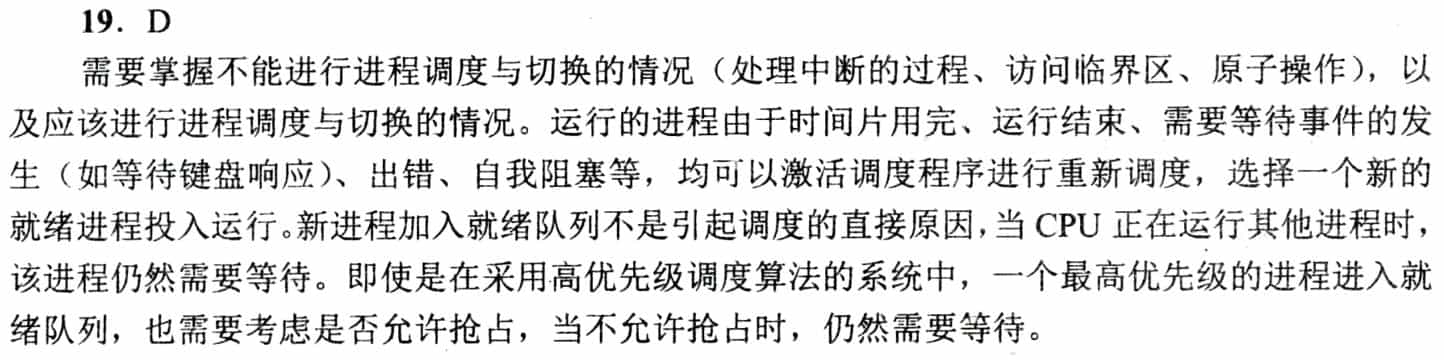 19. D
需要掌握不能进行进程调度与切换的情况（处理中断的过程、访问临界区、原子操作），以
及应该进行进程调度与切换的情况。运行的进程由于时间片用完、运行结束、需要等待事件的发
生（如等待键盘响应）、出错、自我阻塞等，均可以激活调度程序进行重新调度，选择一个新的
就绪进程投入运行。新进程加入就绪队列不是引起调度的直接原因，当 CPU 正在运行其他进程时，
该进程仍然需要等待。即使是在采用高优先级调度算法的系统中，一个最高优先级的进程进入就
绪队列，也需要考虑是否允许抢占，当不允许抢占时，仍然需要等待。